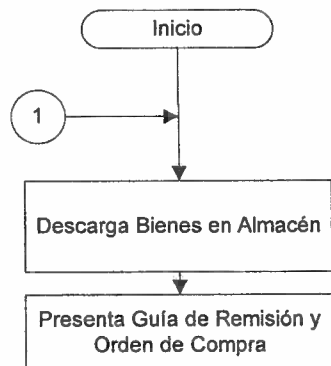 Inicio
1
Descarga Bienes en Almacén
Presenta Guía de Remisión y
Orden de Compra